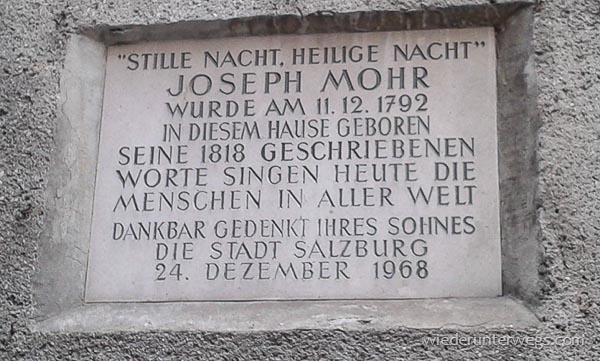 "STILLE NACHT, HEILIGE NACHT"
JOSEPH MOHR
WURDE AM 11. 12. 1792
IN DIESEM HAUSE GEBOREN
SEINE 1818 GESCHRIEBENEN
WORTE SINGEN HEUTE DIE
MENSCHEN IN ALLER WELT
DANKBAR GEDENKT IHRES SOHNES
DIE STADT SALZBURG
24. DEZEMBER 1968
wiederunterwegs.com